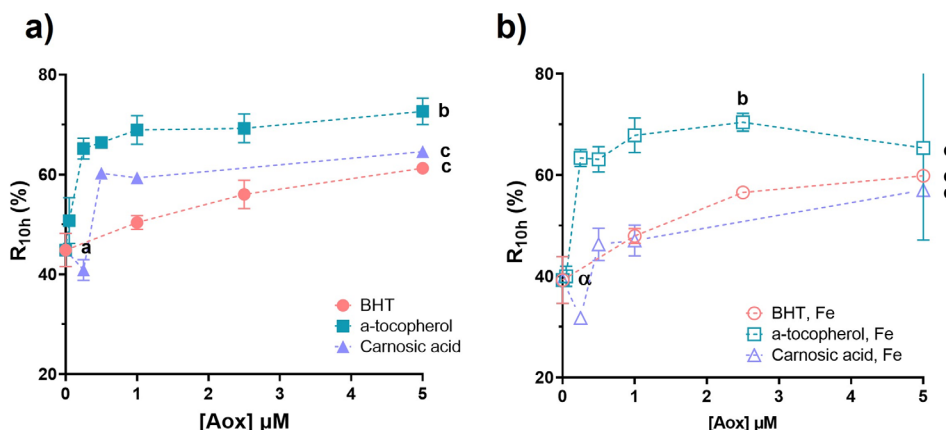 a)
80
60
40
20
R10h (%)
b
c
c
a
BHT
a-tocopherol
Carnosic acid
0 1 2 3 4 5
[Aox] µM
b)
80
60
40
20
R10h (%)
b
α
BHT, Fe
a-tocopherol, Fe
Carnosic acid, Fe
0 1 2 3 4 5
[Aox] µM